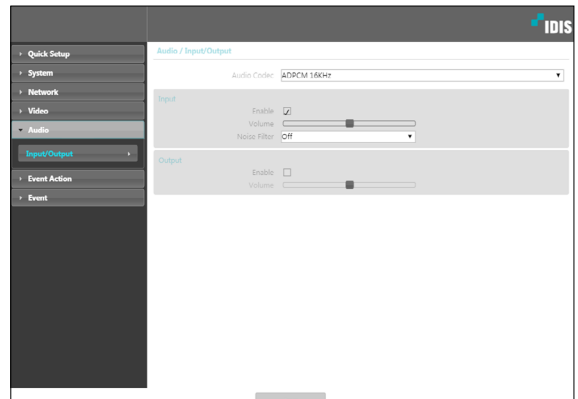 IDIS
Quick Setup
System
Network
Video
Audio
Input/Output
Event Action
Event
Audio / Input/Output
Audio Codec ADPCM 16KHz
Input
Enable
Volume
Noise Filter Off
Output
Enable
Volume